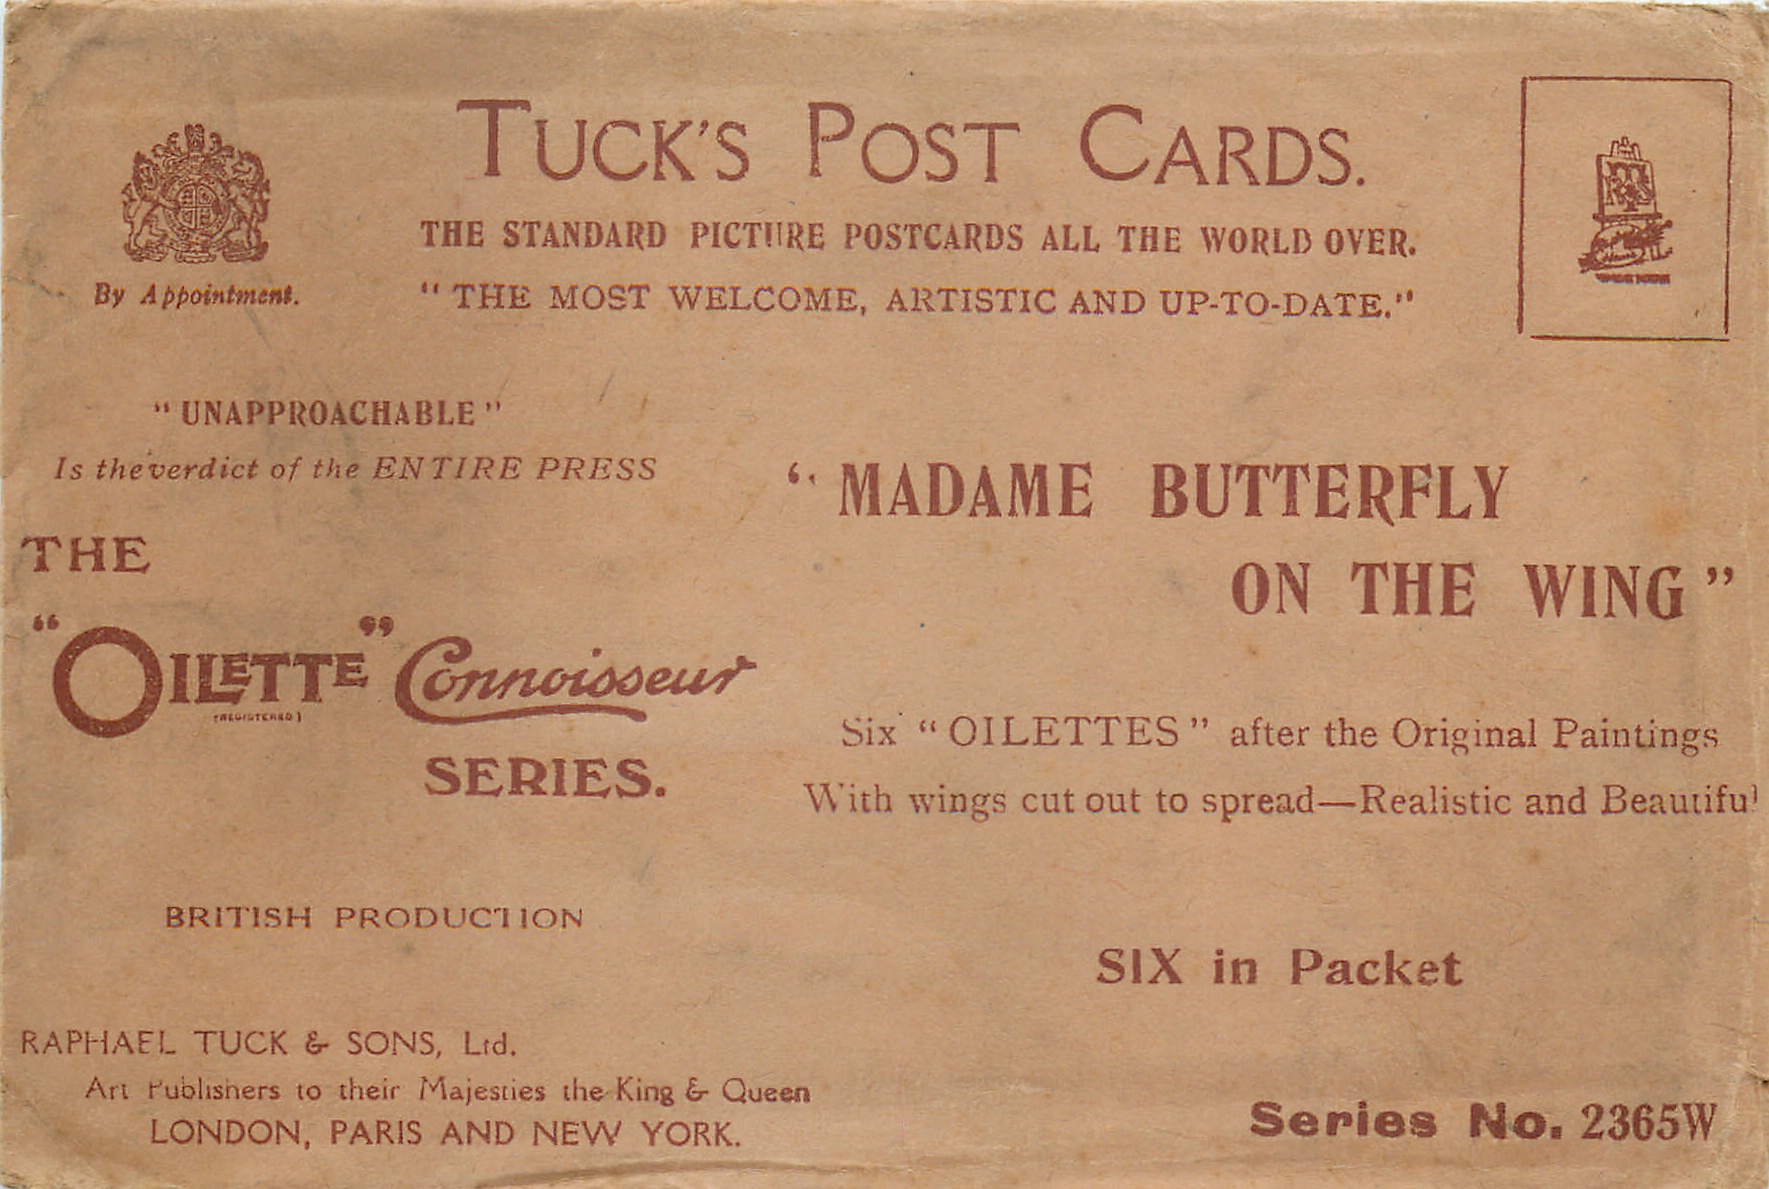 TUCK'S POST CARDS.
THE STANDARD PICTURE POSTCARDS ALL THE WORLD OVER.
"THE MOST WELCOME, ARTISTIC AND UP-TO-DATE."
By Appointment.
"UNAPPROACHABLE"
Is the verdict of the ENTIRE PRESS
THE
"OILETTE" Connoisseur
(REGISTERED)
SERIES.
BRITISH PRODUCTION
RAPHAEL TUCK & SONS, Ltd.
Art Publishers to their Majesties the King & Queen
LONDON, PARIS AND NEW YORK.
"MADAME BUTTERFLY
ON THE WING"
Six "OILETTES" after the Original Paintings
With wings cut out to spread—Realistic and Beautiful
SIX in Packet
Series No. 2365W